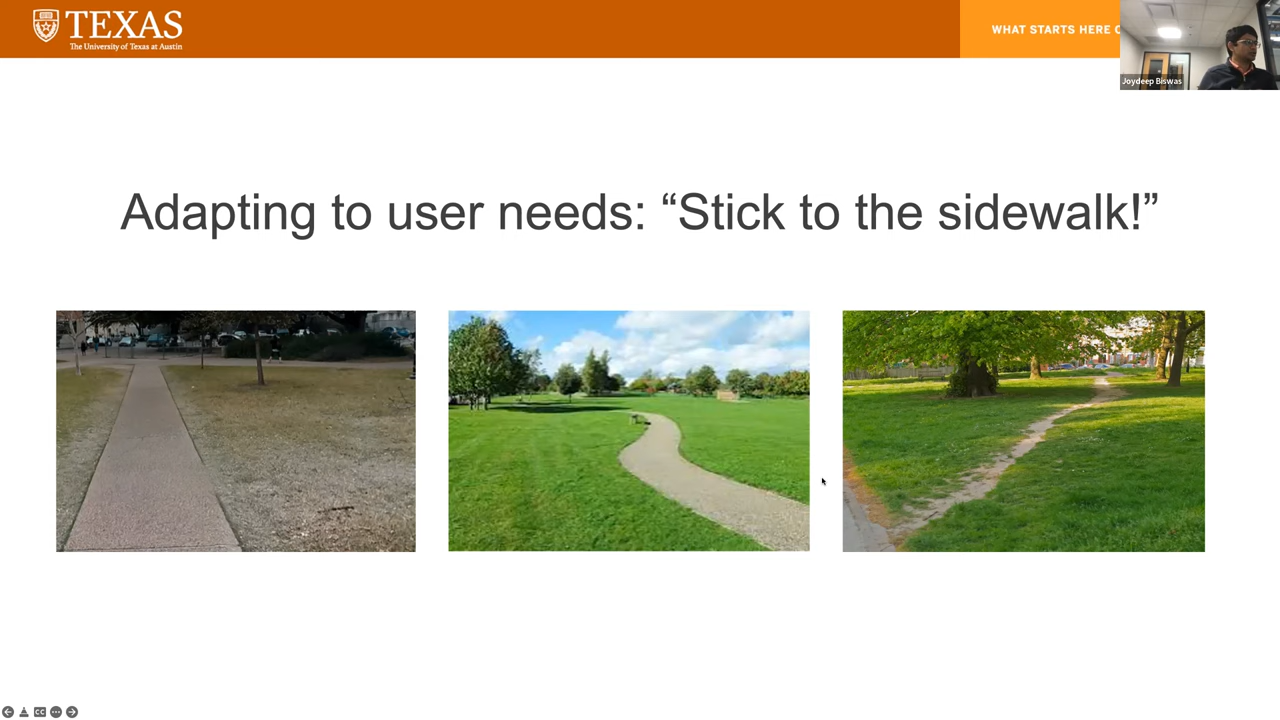 TEXAS
The University of Texas at Austin
WHAT STARTS HERE C
Joydeep Biswas
Adapting to user needs: “Stick to the sidewalk!”
CC